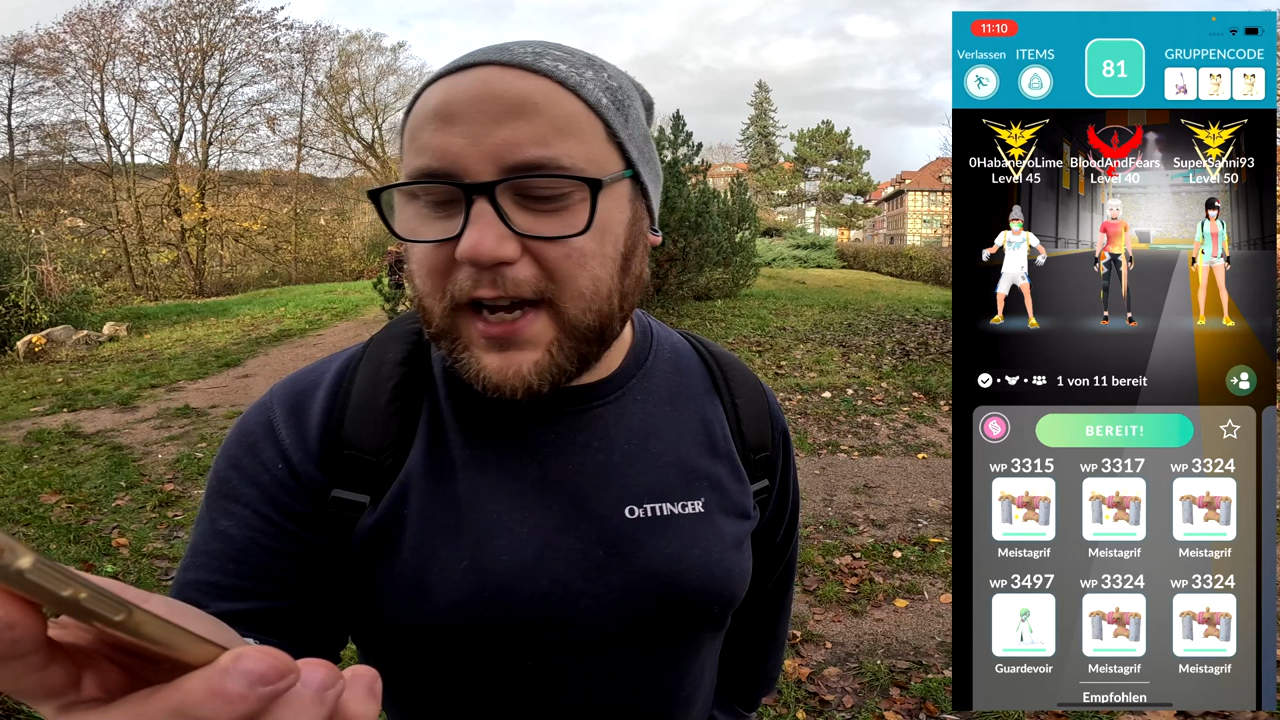 11:10
Verlassen
ITEMS
81
GRUPPENCODE
0HabaneroLime
Level 45
BloodAndFears
Level 40
SuperSahni93
Level 50
1 von 11 bereit
BEREIT!
WP 3315
WP 3317
WP 3324
Meistagrif
Meistagrif
Meistagrif
WP 3497
WP 3324
WP 3324
Guardevoir
Meistagrif
Meistagrif
Empfohlen
OeTTINGER